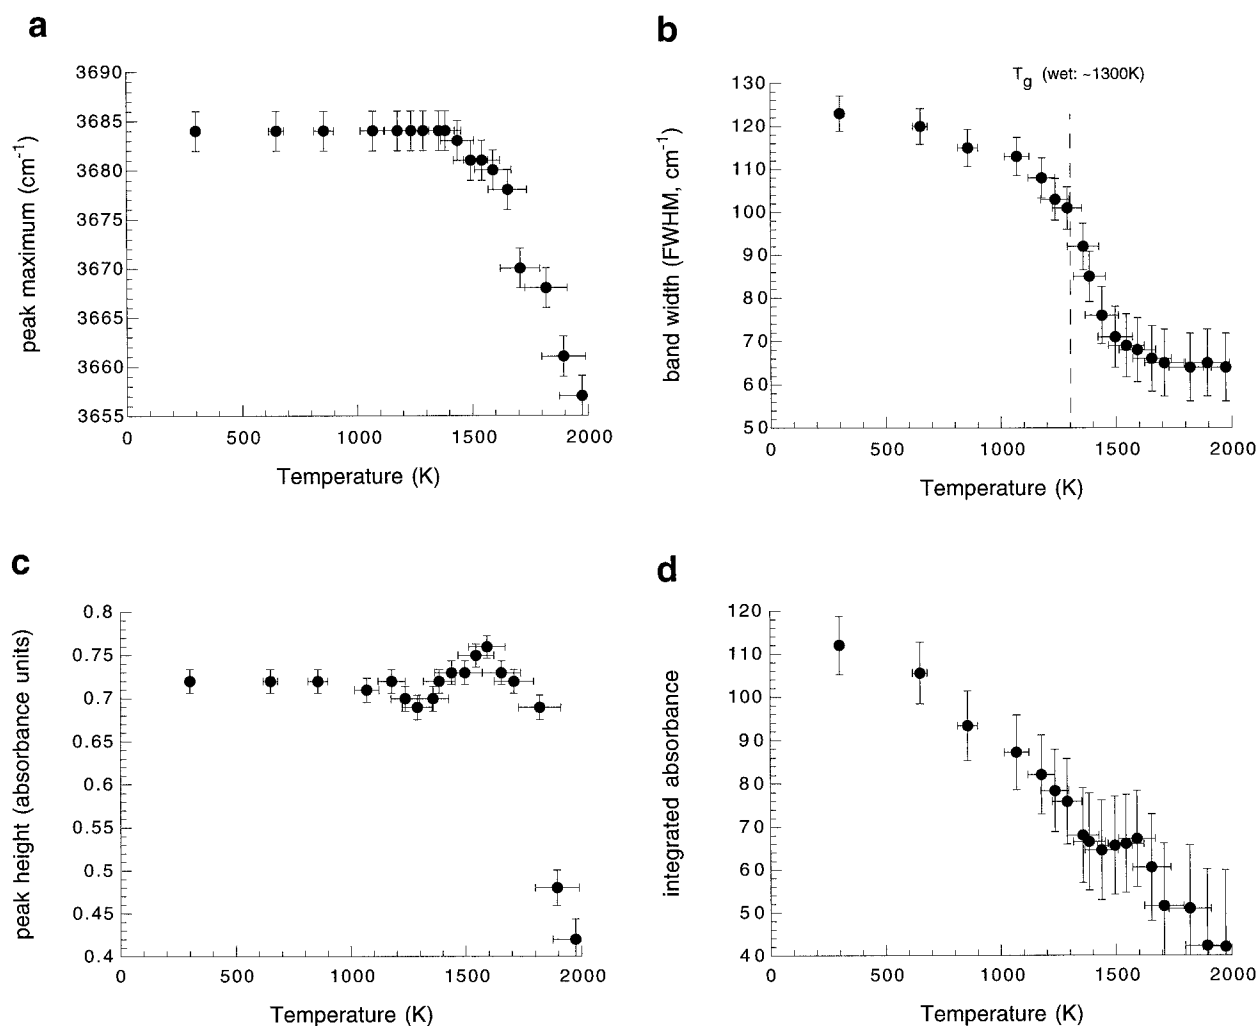 a
3690
3685
3680
3675
3670
3665
3660
3655
peak maximum (cm-1)
0 500 1000 1500 2000
Temperature (K)
b
Tg (wet: ~1300K)
130
120
110
100
90
80
70
60
50
band width (FWHM, cm-1)
0 500 1000 1500 2000
Temperature (K)
c
0.8
0.75
0.7
0.65
0.6
0.55
0.5
0.45
0.4
peak height (absorbance units)
0 500 1000 1500 2000
Temperature (K)
d
120
110
100
90
80
70
60
50
40
integrated absorbance
0 500 1000 1500 2000
Temperature (K)